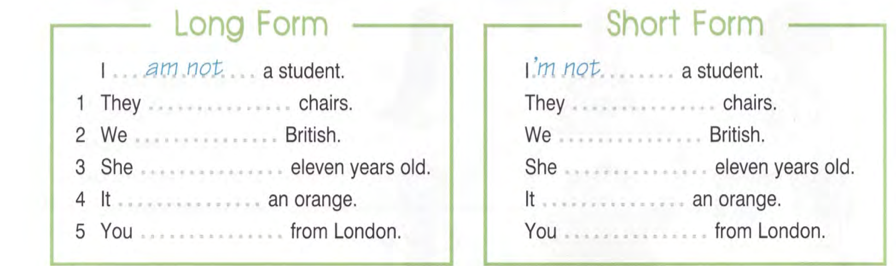 Long Form
I ....am not.... a student.
1 They ............... chairs.
2 We ............... British.
3 She ............... eleven years old.
4 It ............... an orange.
5 You ............... from London.
Short Form
I'm not......... a student.
They ............... chairs.
We ............... British.
She ............... eleven years old.
It ............... an orange.
You ............... from London.